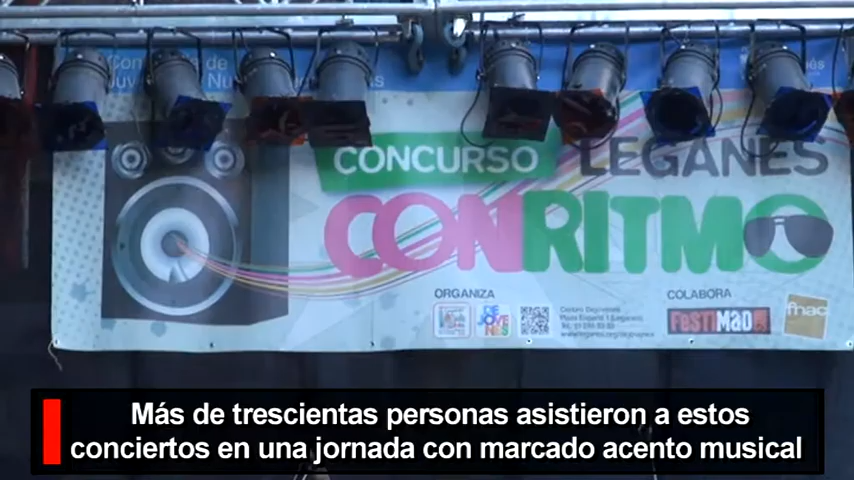 CONCURSO LEGANES
CONRITMO
ORGANIZA
COLABORA
DEJOVENES
FESTIMAD
fnac
Más de trescientas personas asistieron a estos
conciertos en una jornada con marcado acento musical